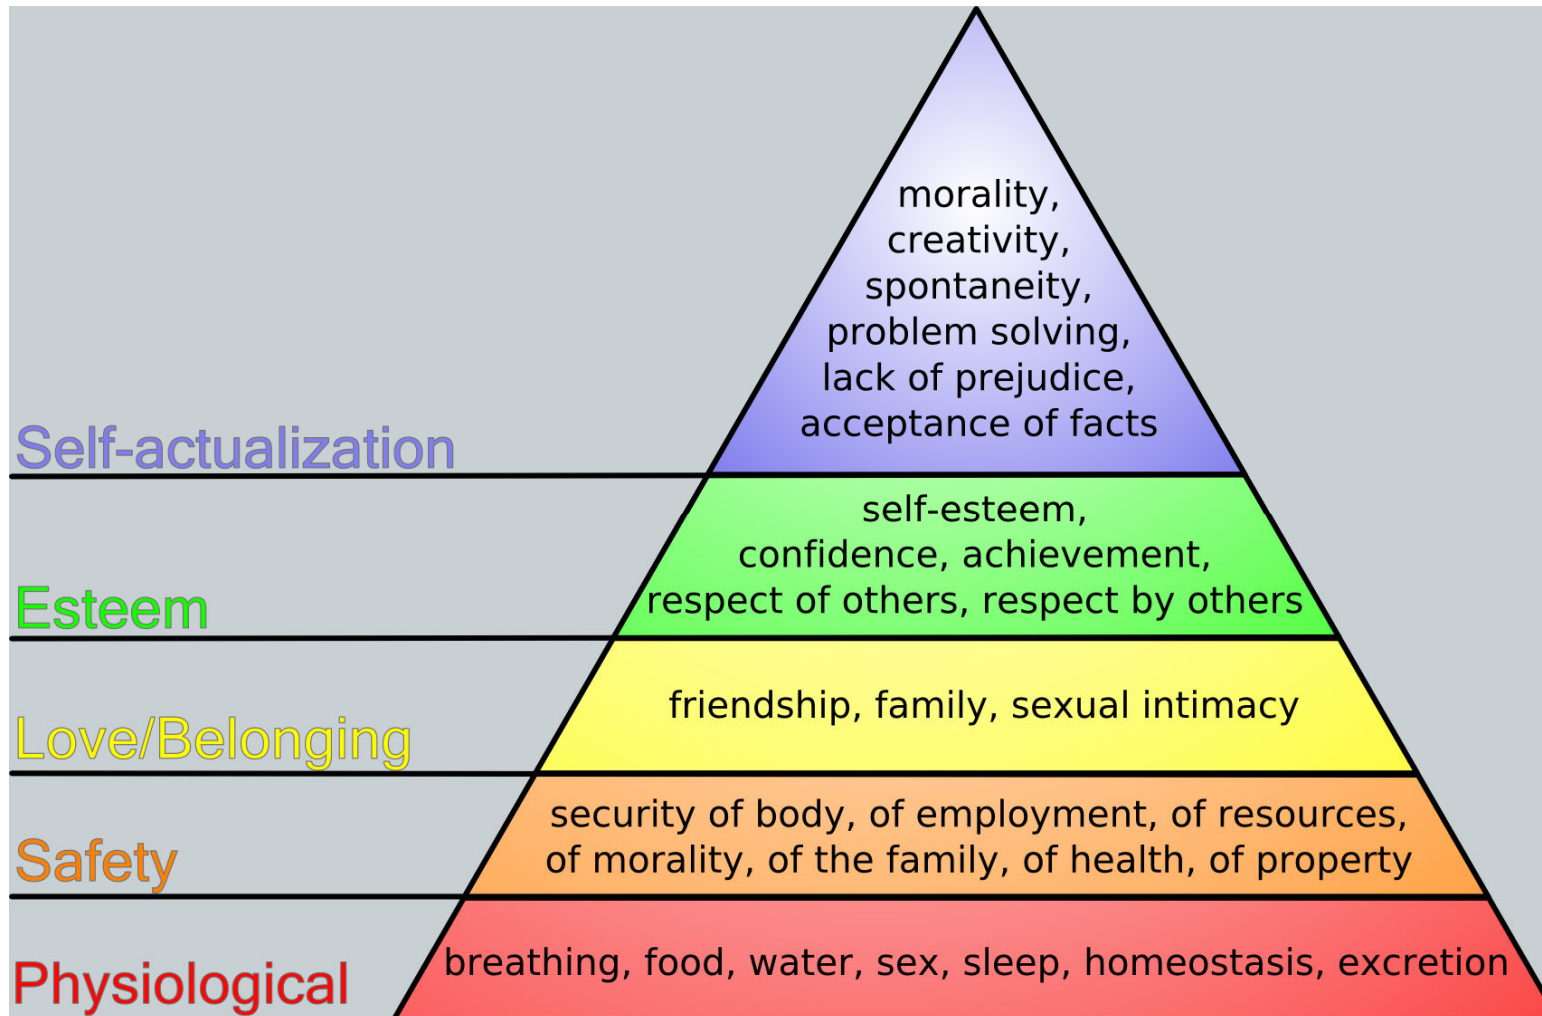 morality,
creativity,
spontaneity,
problem solving,
lack of prejudice,
acceptance of facts
Self-actualization
self-esteem,
confidence, achievement,
respect of others, respect by others
Esteem
friendship, family, sexual intimacy
Love/Belonging
security of body, of employment, of resources,
of morality, of the family, of health, of property
Safety
breathing, food, water, sex, sleep, homeostasis, excretion
Physiological